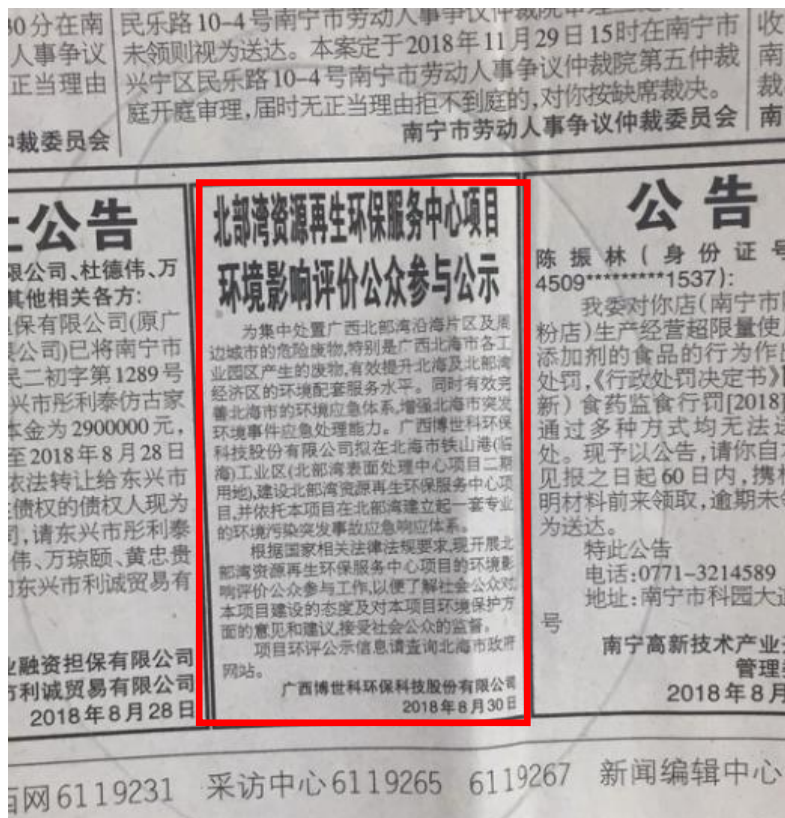 30分在南
人事争议
正当理由
裁委员会
民乐路10-4号南宁市劳动人事争议仲裁院审理
未领则视为送达。本案定于2018年11月29日15时在南宁市
兴宁区民乐路10-4号南宁市劳动人事争议仲裁院第五仲裁
庭开庭审理,届时无正当理由拒不到庭的,对你按缺席裁决。
南宁市劳动人事争议仲裁委员会
收
南
裁
南
公告
限公司、杜德伟、万
其他相关各方:
担保有限公司(原广
公司)已将南宁市
民二初字第1289号
兴市彤利泰仿古家
本金为2900000元,
至2018年8月28日
依法转让给东兴市
债权的债权人现为
司,请东兴市彤利泰
伟、万琼颐、黄忠贵
向东兴市利诚贸易有
业融资担保有限公司
市利诚贸易有限公司
2018年8月28日
北部湾资源再生环保服务中心项目
环境影响评价公众参与公示
为集中处置广西北部湾沿海片区及周
边城市的危险废物,特别是广西北海市各工
业园区产生的废物,有效提升北海及北部湾
经济区的环境配套服务水平。同时有效完
善北海市的环境应急体系,增强北海市突发
环境事件应急处理能力。广西博世科环保
科技股份有限公司拟在北海市铁山港(临
海)工业区(北部湾表面处理中心项目二期
用地),建设北部湾资源再生环保服务中心项
目,并依托本项目在北部湾建立起一套专业
的环境污染突发事故应急响应体系。
根据国家相关法律法规要求,现开展北
部湾资源再生环保服务中心项目的环境影
响评价公众参与工作,以便了解社会公众对
本项目建设的态度及对本项目环境保护方
面的意见和建议,接受社会公众的监督。
项目环评公示信息请查询北海市政府
网站。
广西博世科环保科技股份有限公司
2018年8月30日
公告
陈振林(身份证号
4509*********1537):
我委对你店(南宁市
粉店)生产经营超限量使
添加剂的食品的行为作出
处罚,《行政处罚决定书》
新)食药监食行罚[2018]
通过多种方式均无法送
处。现予以公告,请你自
见报之日起60日内,携
明材料前来领取,逾期未
为送达。
特此公告
电话:0771-3214589
地址:南宁市科园大道
号
南宁高新技术产业
管理
2018年8月
西网6119231 采访中心6119265 6119267 新闻编辑中心